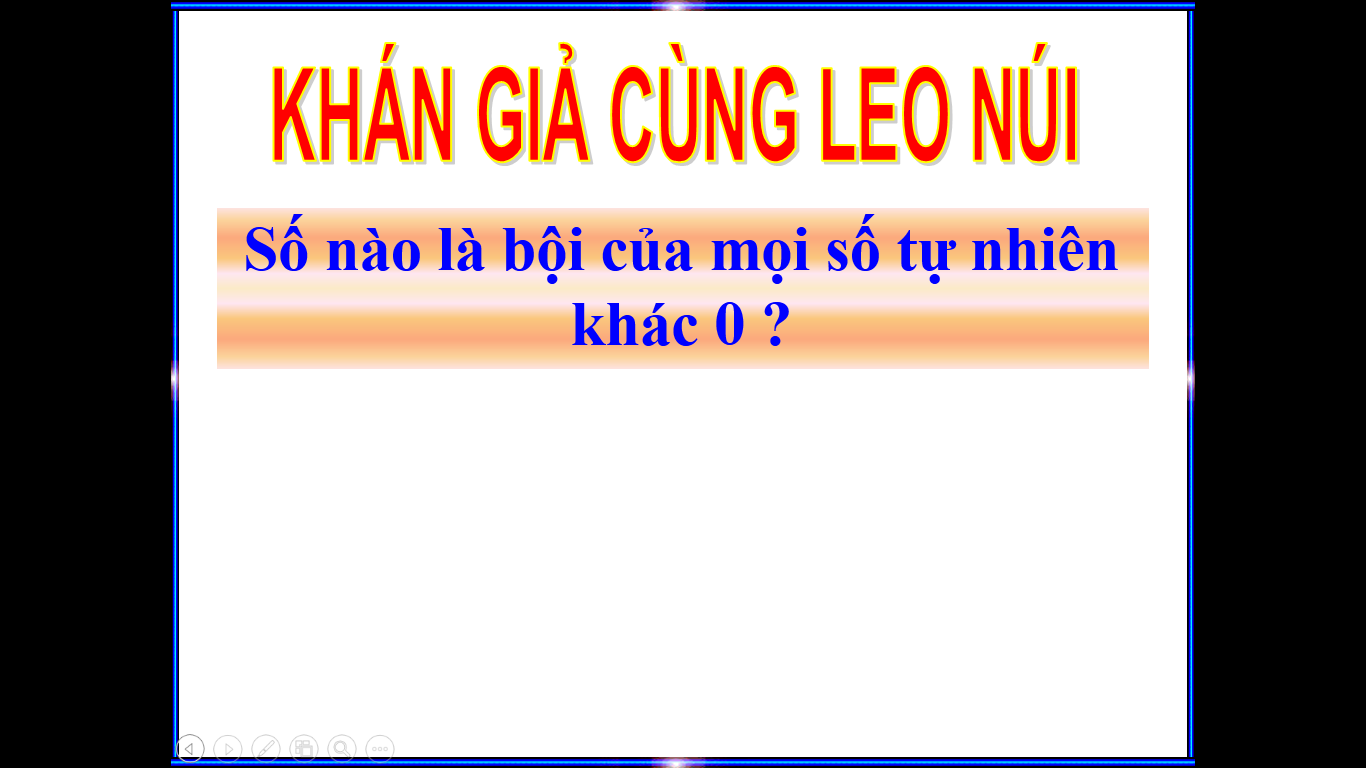 KHÁN GIẢ CÙNG LEO NÚI
Số nào là bội của mọi số tự nhiên
khác 0 ?